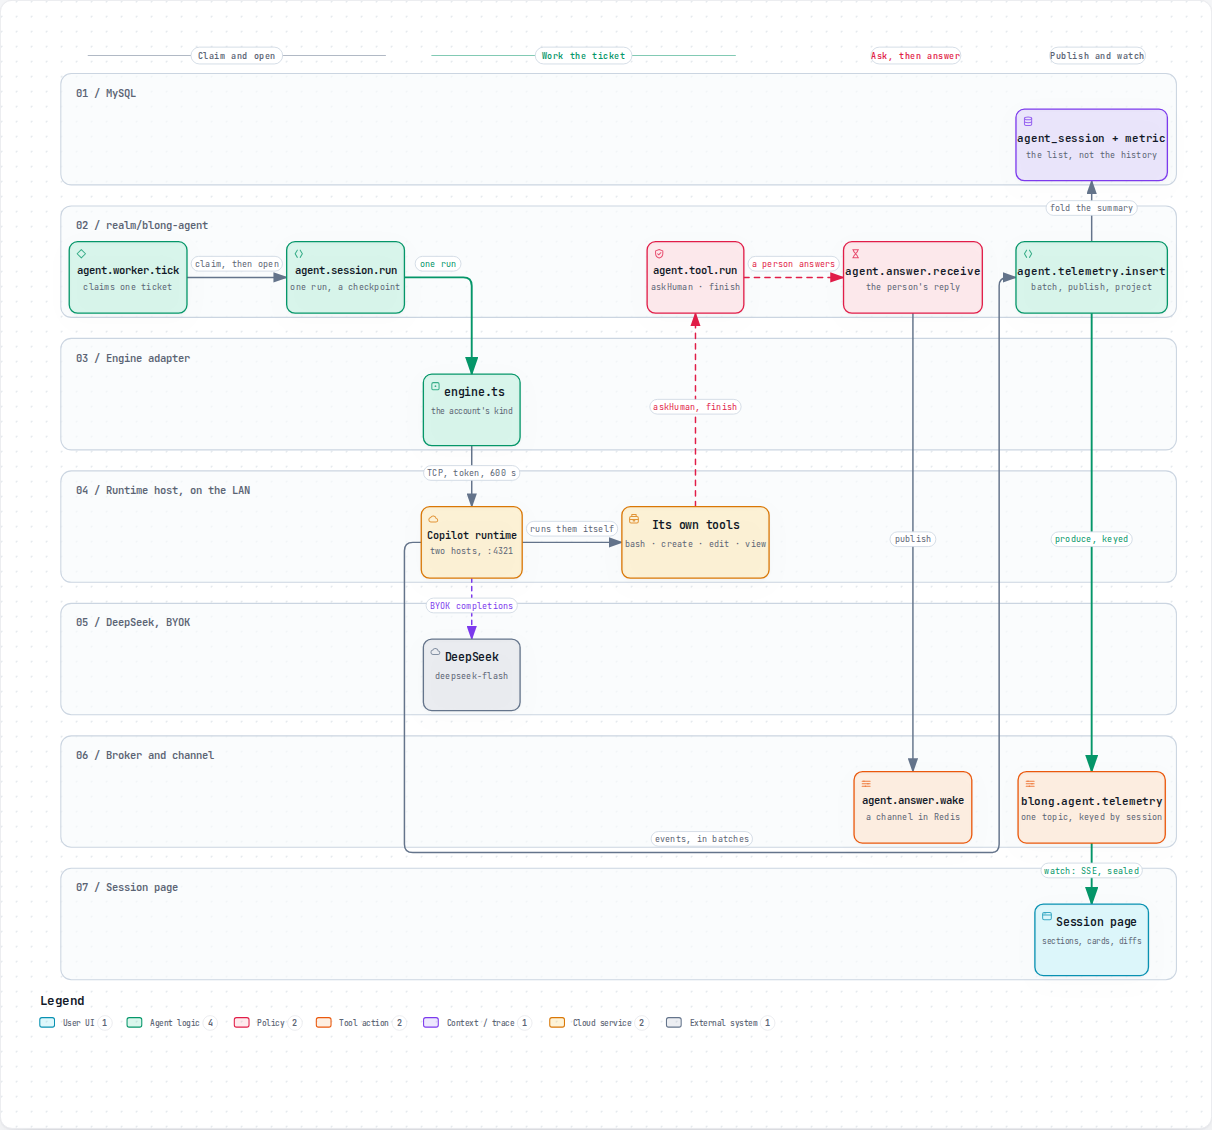 Claim and open
Work the ticket
Ask, then answer
Publish and watch
01 / MySQL
agent_session + metric
the list, not the history
fold the summary
02 / realm/blong-agent
agent.worker.tick
claims one ticket
claim, then open
agent.session.run
one run, a checkpoint
one run
agent.tool.run
askHuman · finish
a person answers
agent.answer.receive
the person's reply
agent.telemetry.insert
batch, publish, project
03 / Engine adapter
engine.ts
the account's kind
askHuman, finish
TCP, token, 600 s
04 / Runtime host, on the LAN
Copilot runtime
two hosts, :4321
runs them itself
Its own tools
bash · create · edit · view
publish
produce, keyed
BYOK completions
05 / DeepSeek, BYOK
DeepSeek
deepseek-flash
06 / Broker and channel
agent.answer.wake
a channel in Redis
blong.agent.telemetry
one topic, keyed by session
events, in batches
watch: SSE, sealed
07 / Session page
Session page
sections, cards, diffs
Legend
User UI 1
Agent logic 4
Policy 2
Tool action 2
Context / trace 1
Cloud service 2
External system 1